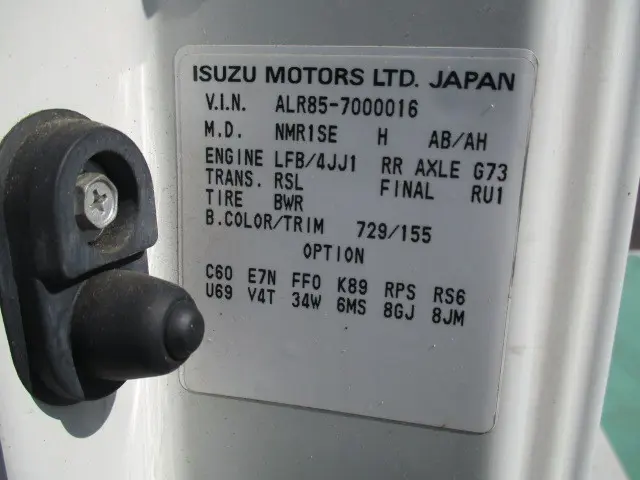 ISUZU MOTORS LTD. JAPAN
V.I.N. ALR85-7000016
M.D. NMR1SE H AB/AH
ENGINE LFB/4JJ1 RR AXLE G73
TRANS. RSL FINAL RU1
TIRE BWR
B.COLOR/TRIM 729/155
OPTION
C60 E7N FF0 K89 RPS RS6
U69 V4T 34W 6MS 8GJ 8JM